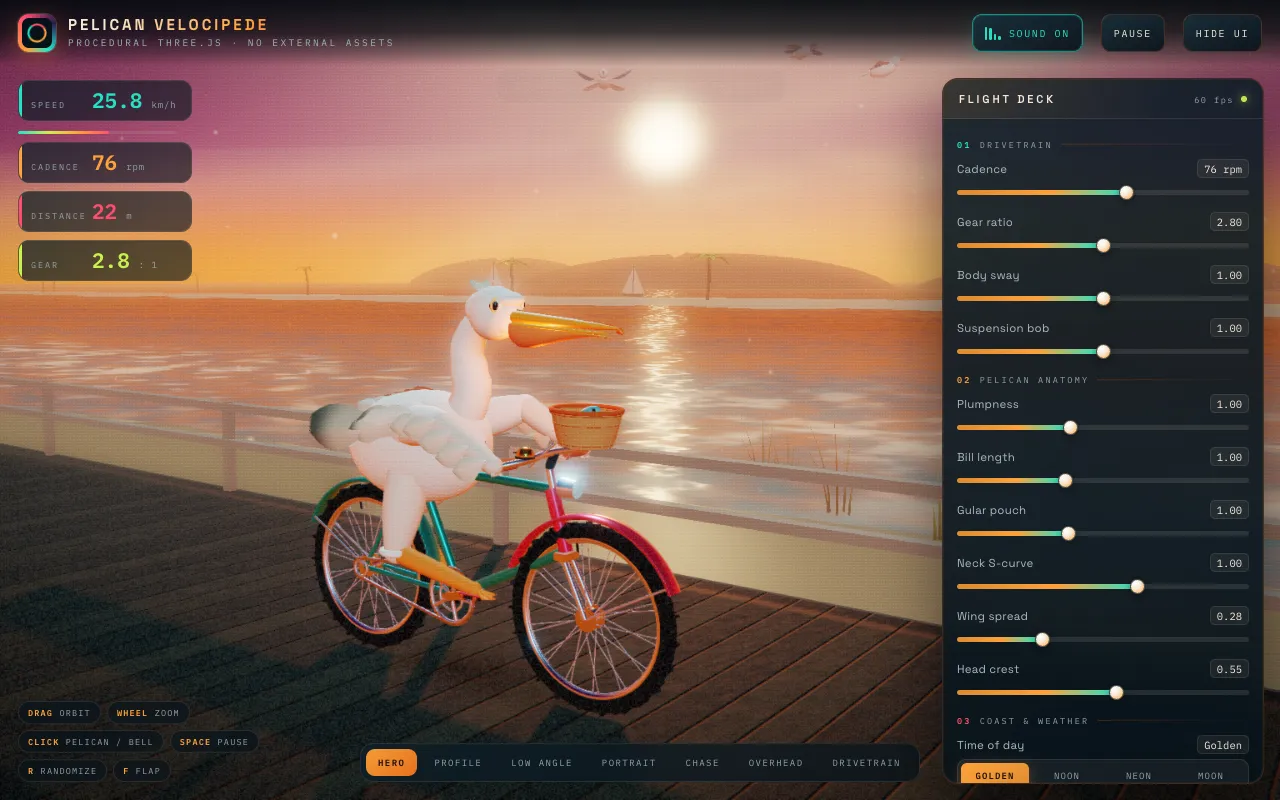 PELICAN VELOCIPEDE
PROCEDURAL THREE.JS · NO EXTERNAL ASSETS
SOUND ON
PAUSE
HIDE UI
SPEED 25.8 km/h
CADENCE 76 rpm
DISTANCE 22 m
GEAR 2.8 : 1
FLIGHT DECK
60 fps
01 DRIVETRAIN
Cadence 76 rpm
Gear ratio 2.80
Body sway 1.00
Suspension bob 1.00
02 PELICAN ANATOMY
Plumpness 1.00
Bill length 1.00
Gular pouch 1.00
Neck S-curve 1.00
Wing spread 0.28
Head crest 0.55
03 COAST & WEATHER
Time of day Golden
GOLDEN NOON NEON MOON
DRAG ORBIT WHEEL ZOOM
CLICK PELICAN / BELL SPACE PAUSE
R RANDOMIZE F FLAP
HERO PROFILE LOW ANGLE PORTRAIT CHASE OVERHEAD DRIVETRAIN